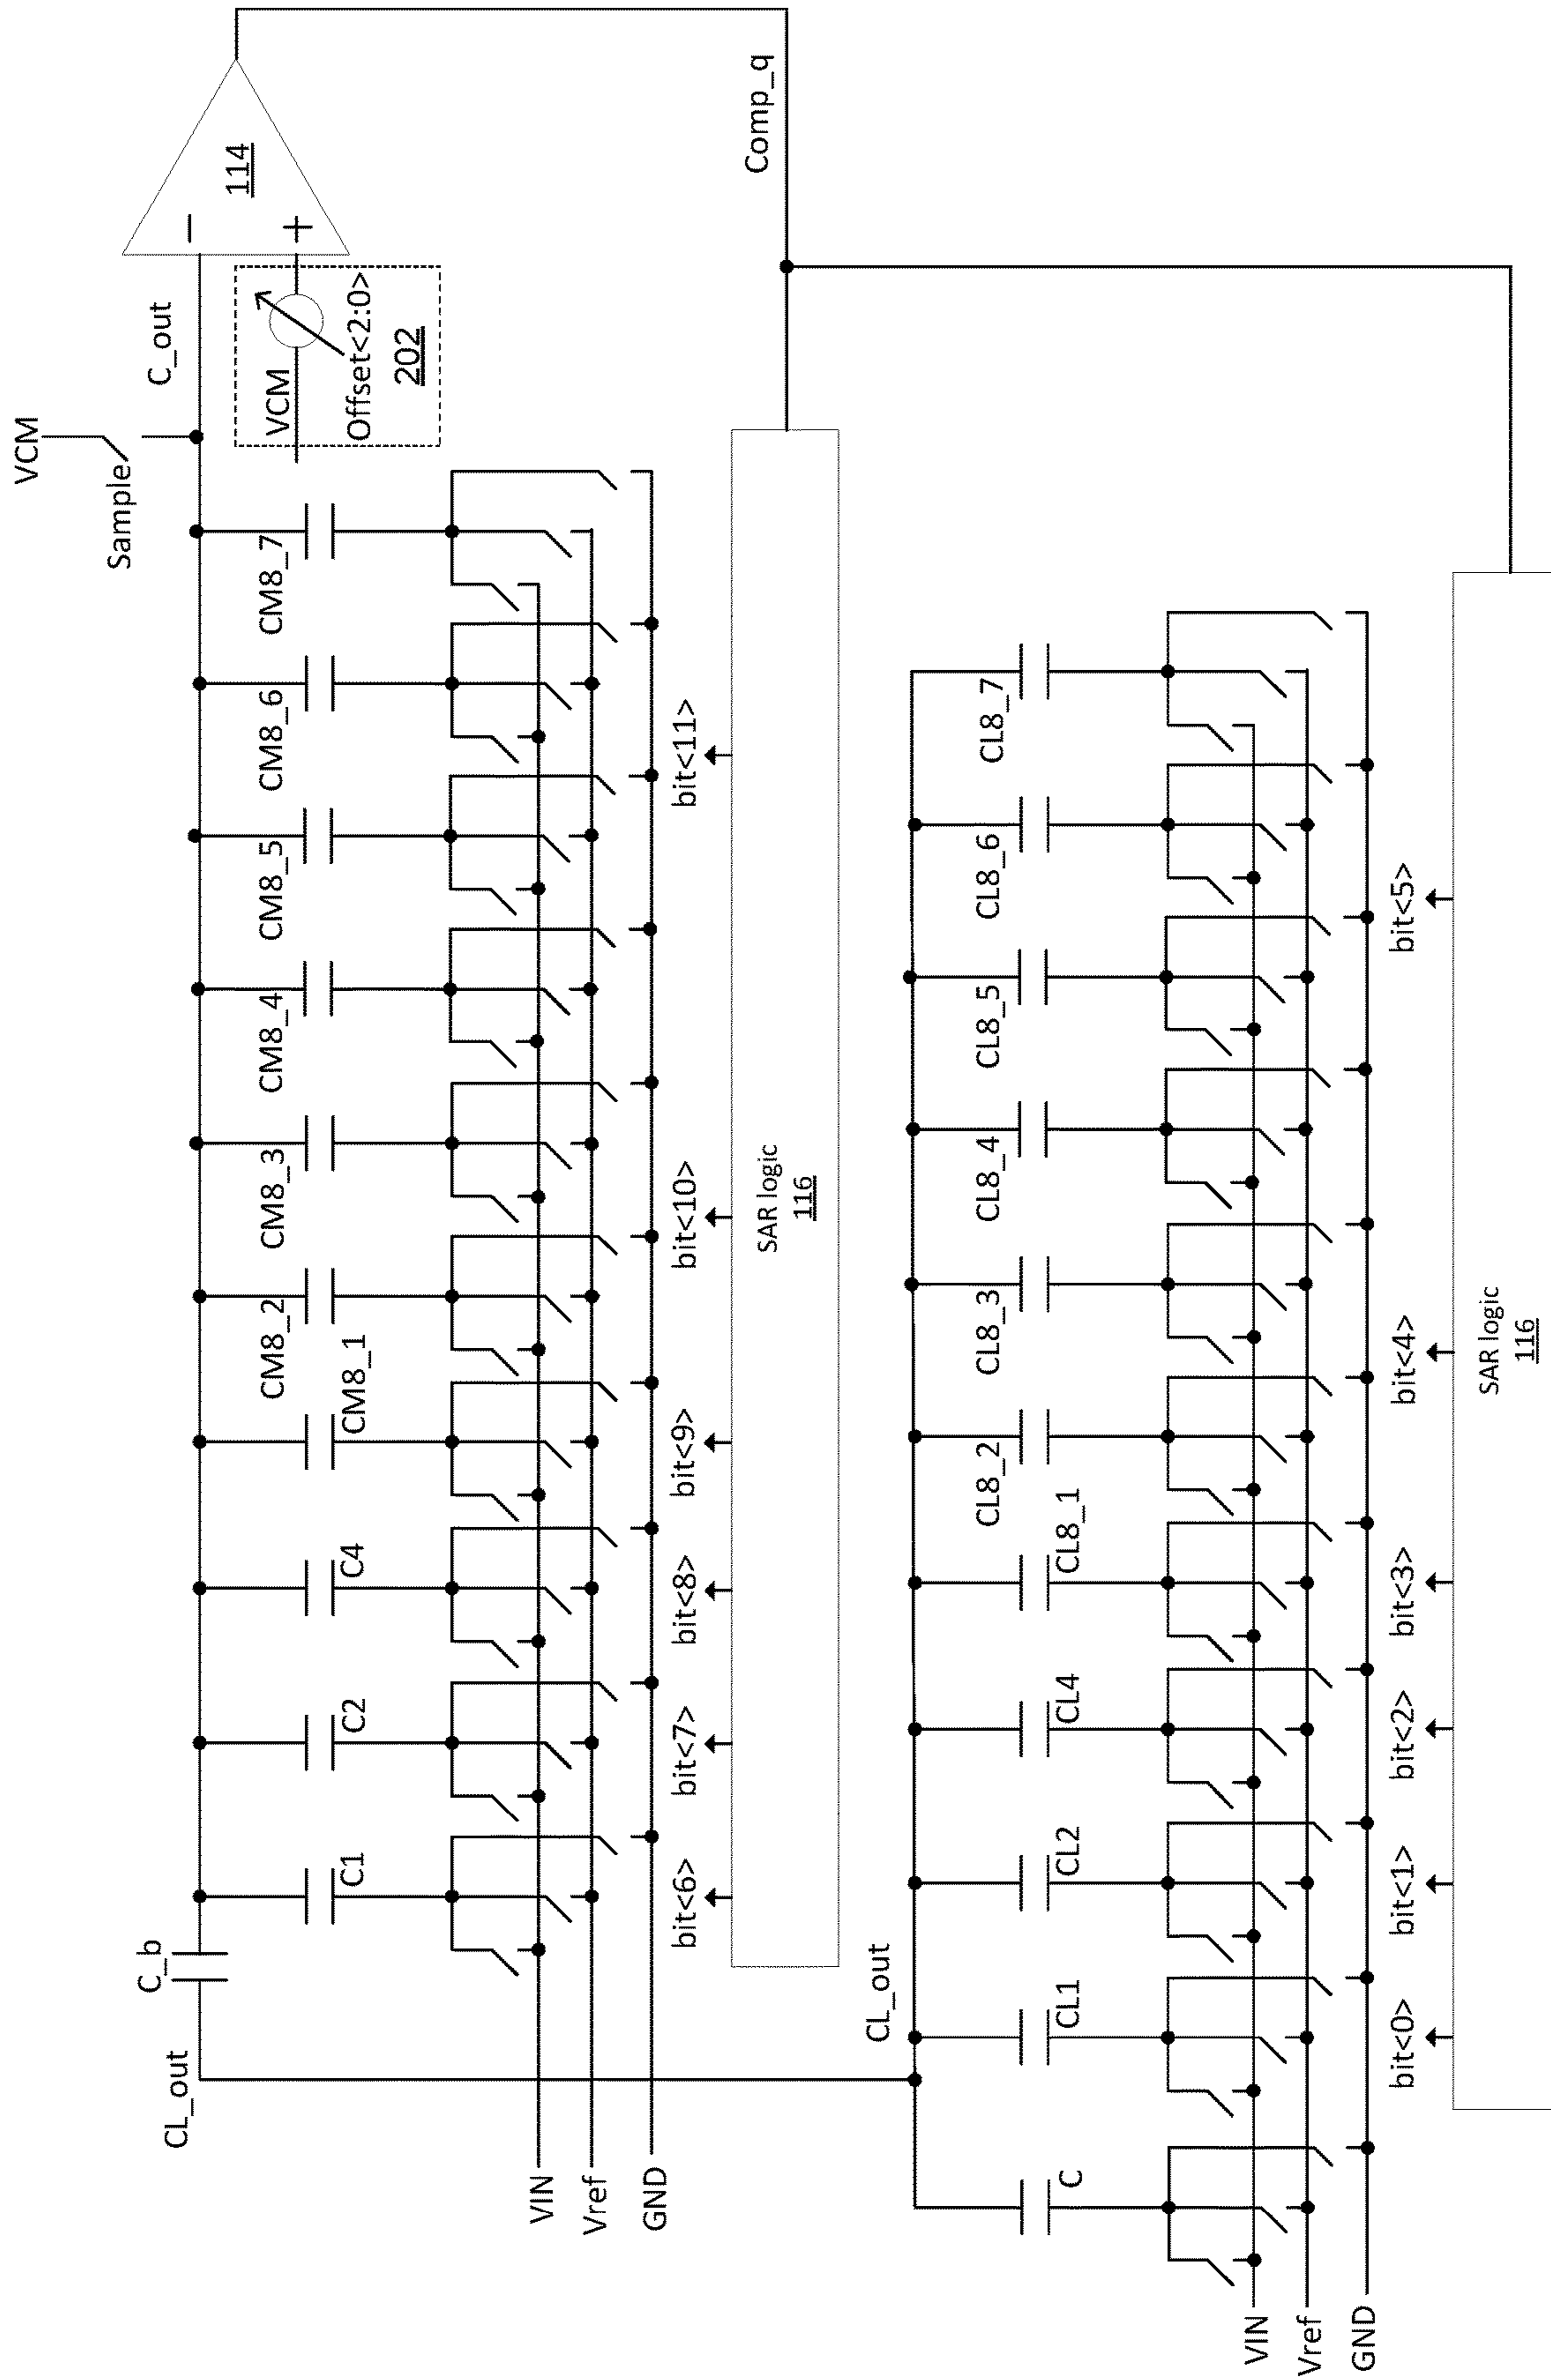 VCM
Sample
C_out
CL_out
C_b
C1
C2
C4
CM8_1
CM8_2
CM8_3
CM8_4
CM8_5
CM8_6
CM8_7
VCM
Offset<2:0>
202
−
+
114
VIN
Vref
GND
bit<6>
bit<7>
bit<8>
bit<9>
bit<10>
bit<11>
SAR logic
116
Comp_q
CL_out
C
CL1
CL2
CL4
CL8_1
CL8_2
CL8_3
CL8_4
CL8_5
CL8_6
CL8_7
VIN
Vref
GND
bit<0>
bit<1>
bit<2>
bit<3>
bit<4>
bit<5>
SAR logic
116